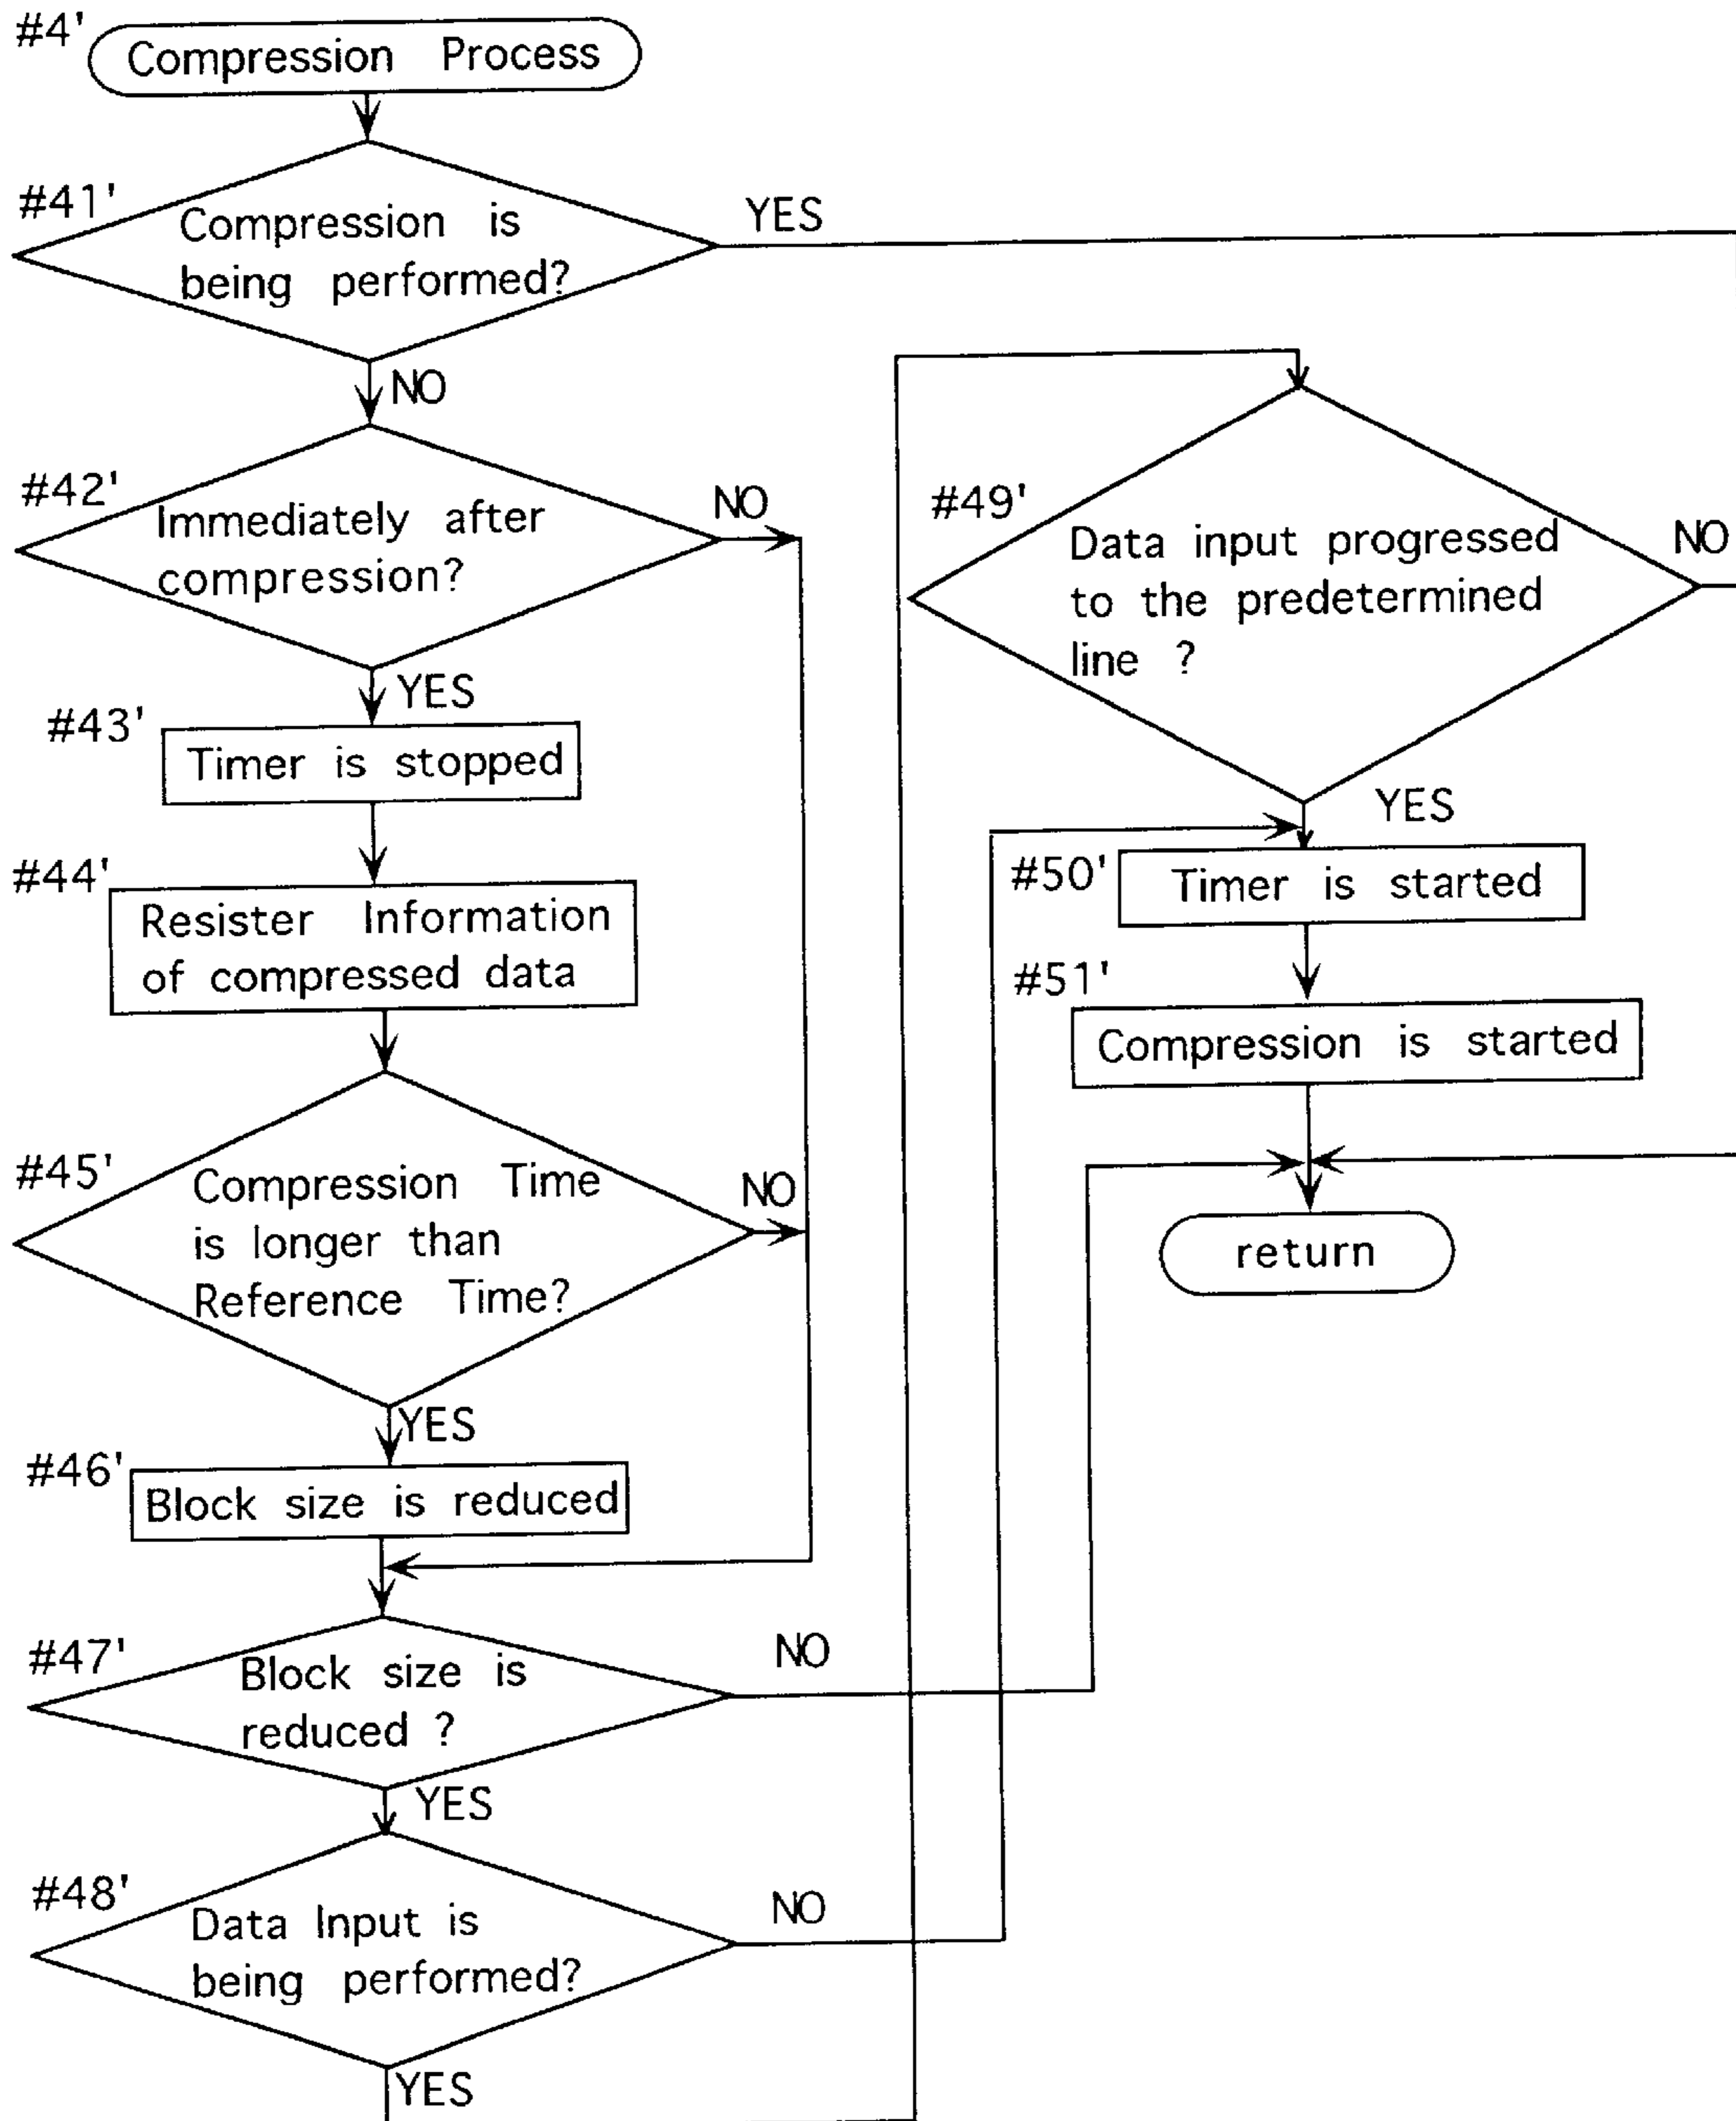 #4'
Compression Process
#41'
Compression is
being performed?
YES
NO
#42'
Immediately after
compression?
NO
YES
#43'
Timer is stopped
#44'
Resister Information
of compressed data
#45'
Compression Time
is longer than
Reference Time?
NO
YES
#46'
Block size is reduced
#47'
Block size is
reduced ?
NO
YES
#48'
Data Input is
being performed?
NO
YES
#49'
Data input progressed
to the predetermined
line ?
NO
YES
#50'
Timer is started
#51'
Compression is started
return